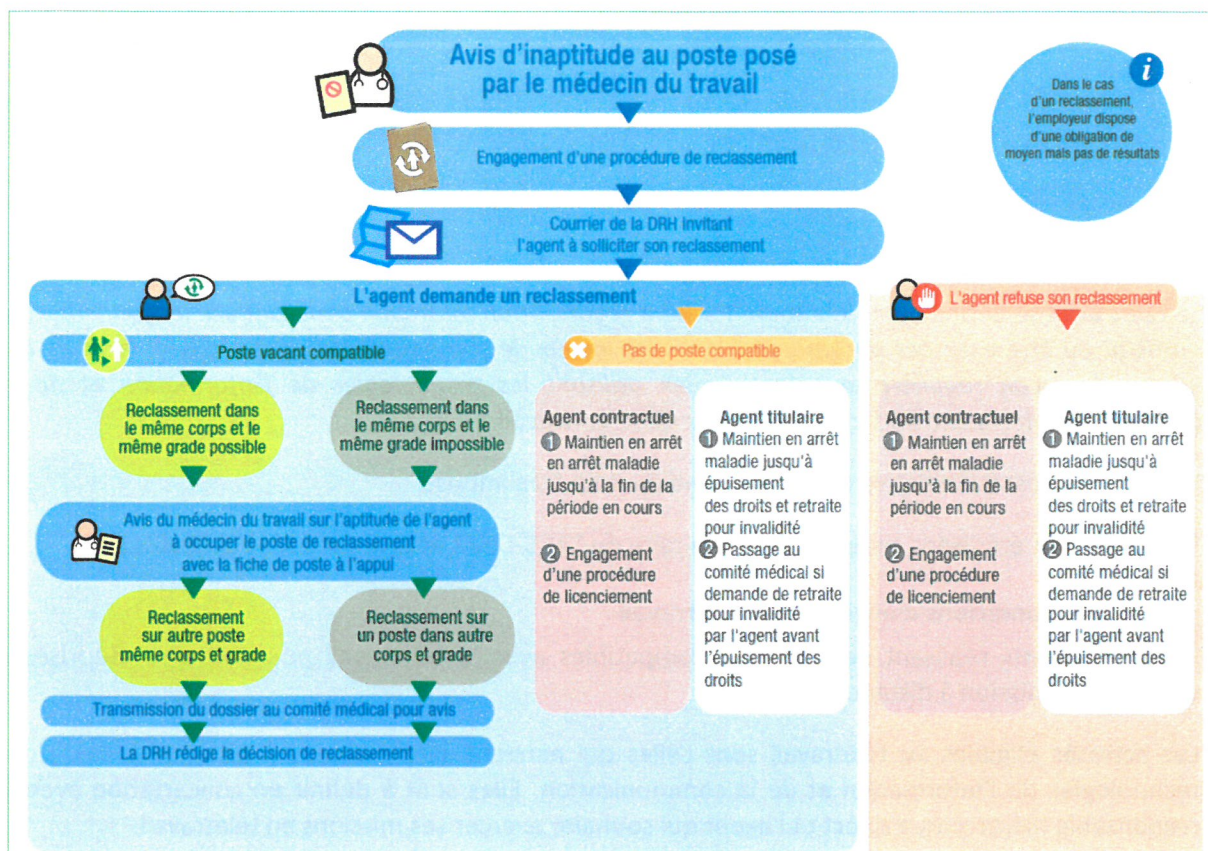 Avis d'inaptitude au poste posé
par le médecin du travail
i
Dans le cas
d'un reclassement,
l'employeur dispose
d'une obligation de
moyen mais pas de résultats
Engagement d'une procédure de reclassement
Courrier de la DRH invitant
l'agent à solliciter son reclassement
L'agent demande un reclassement
Poste vacant compatible
Reclassement dans
le même corps et le
même grade possible
Reclassement dans
le même corps et le
même grade impossible
Avis du médecin du travail sur l'aptitude de l'agent
à occuper le poste de reclassement
avec la fiche de poste à l'appui
Reclassement
sur autre poste
même corps et grade
Reclassement sur
un poste dans autre
corps et grade
Transmission du dossier au comité médical pour avis
La DRH rédige la décision de reclassement
Pas de poste compatible
Agent contractuel
1 Maintien en arrêt
en arrêt maladie
jusqu'à la fin de la
période en cours
2 Engagement
d'une procédure
de licenciement
Agent titulaire
1 Maintien en arrêt
maladie jusqu'à
épuisement
des droits et retraite
pour invalidité
2 Passage au
comité médical si
demande de retraite
pour invalidité
par l'agent avant
l'épuisement des
droits
L'agent refuse son reclassement
Agent contractuel
1 Maintien en arrêt
en arrêt maladie
jusqu'à la fin de la
période en cours
2 Engagement
d'une procédure
de licenciement
Agent titulaire
1 Maintien en arrêt
maladie jusqu'à
épuisement
des droits et retraite
pour invalidité
2 Passage au
comité médical si
demande de retraite
pour invalidité
par l'agent avant
l'épuisement des
droits